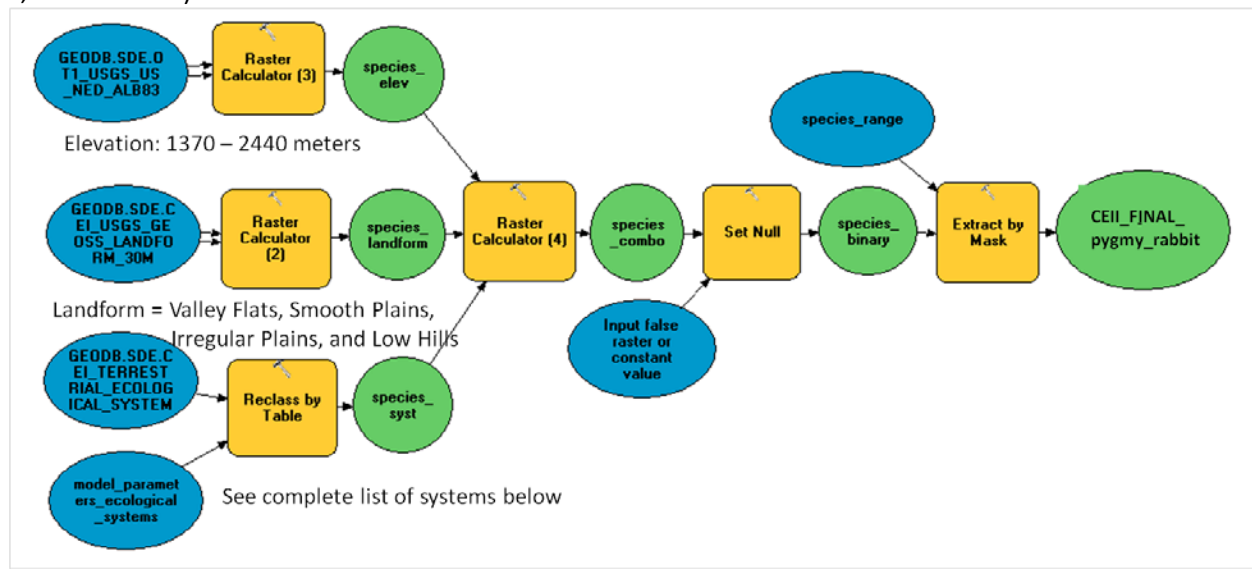 GEODB.SDE.O
T1_USGS_US
_NED_ALB83
Raster
Calculator (3)
species_
elev
Elevation: 1370 – 2440 meters
species_range
GEODB.SDE.C
EI_USGS_GE
OSS_LANDFO
RM_30M
Raster
Calculator
(2)
species_
landform
Raster
Calculator (4)
species
_combo
Set Null
species_
binary
Extract by
Mask
CEII_FJNAL_
pygmy_rabbit
Landform = Valley Flats, Smooth Plains,
Irregular Plains, and Low Hills
Input false
raster or
constant
value
GEODB.SDE.C
EI_TERREST
RIAL_ECOLOG
ICAL_SYSTEM
Reclass by
Table
species_
syst
model_paramet
ers_ecological
_systems
See complete list of systems below